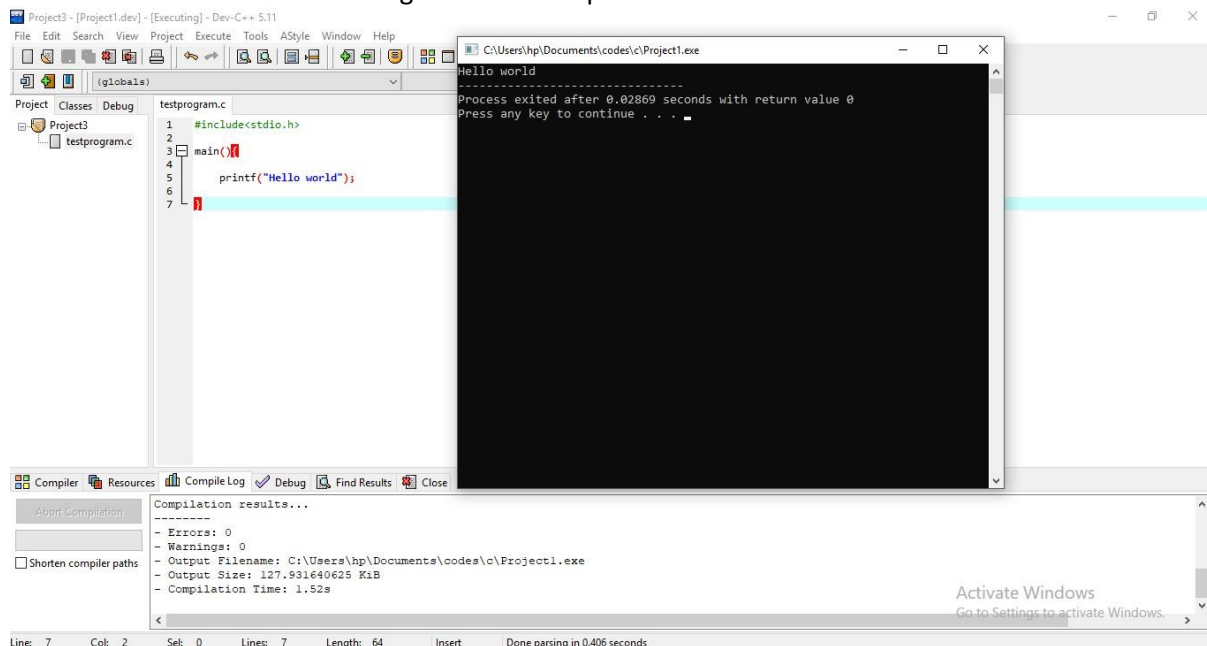 Project3 - [Project1.dev] - [Executing] - Dev-C++ 5.11
File Edit Search View Project Execute Tools AStyle Window Help
(globals)
Project Classes Debug
Project3
testprogram.c
testprogram.c
1 #include<stdio.h>
2
3 main(){
4
5 printf("Hello world");
6
7 }
C:\Users\hp\Documents\codes\c\Project1.exe
Hello world
--------------------------------
Process exited after 0.02869 seconds with return value 0
Press any key to continue . . .
Compiler Resources Compile Log Debug Find Results Close
Abort Compilation
Shorten compiler paths
Compilation results...
--------
- Errors: 0
- Warnings: 0
- Output Filename: C:\Users\hp\Documents\codes\c\Project1.exe
- Output Size: 127.931640625 KiB
- Compilation Time: 1.52s
Activate Windows
Go to Settings to activate Windows.
Line: 7 Col: 2 Sel: 0 Lines: 7 Length: 64 Insert Done parsing in 0.406 seconds